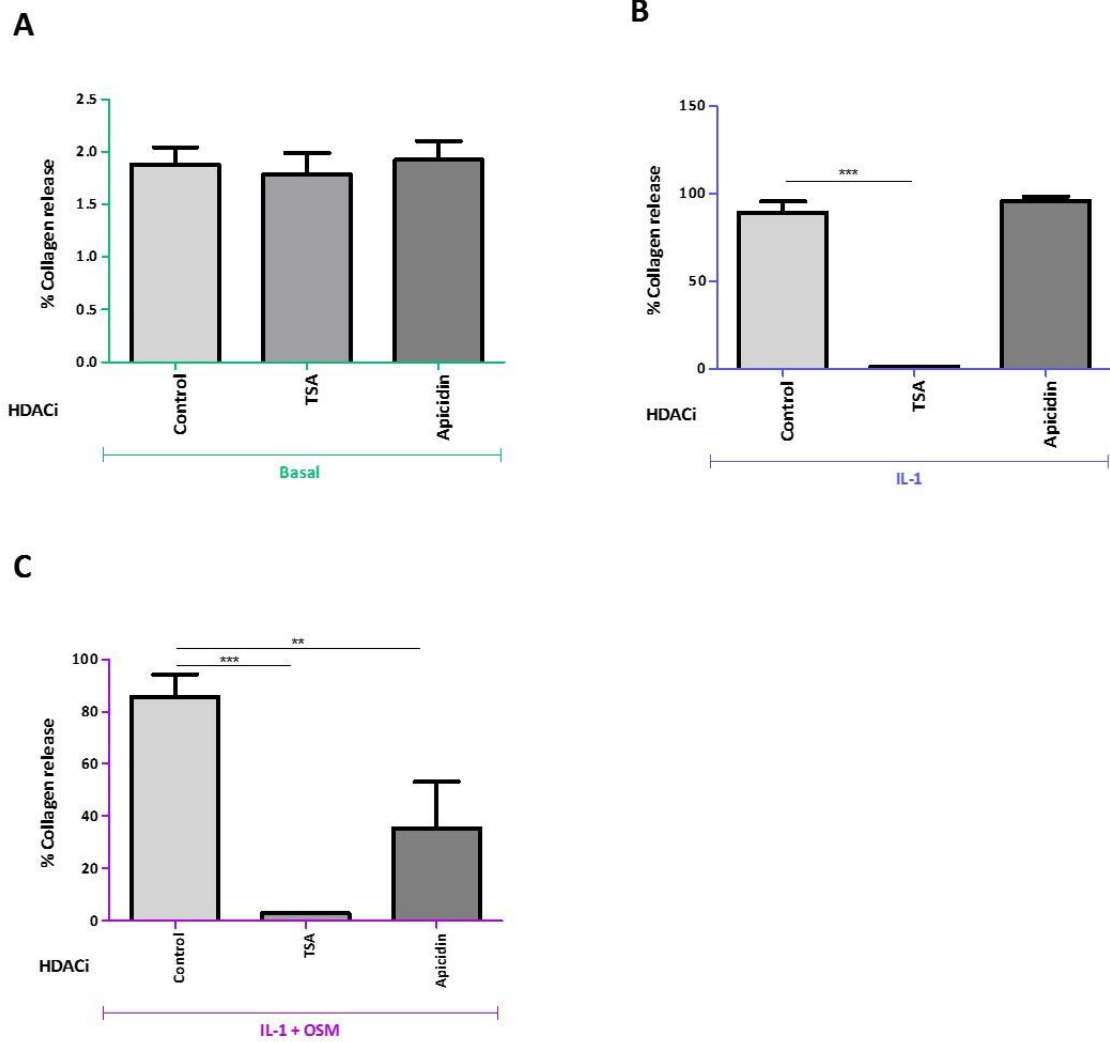 A
2.5
2.0
1.5
1.0
0.5
0.0
% Collagen release
Control
TSA
Apicidin
HDACi
Basal
B
150
100
50
0
% Collagen release
***
Control
TSA
Apicidin
HDACi
IL-1
C
100
80
60
40
20
0
% Collagen release
**
***
Control
TSA
Apicidin
HDACi
IL-1 + OSM